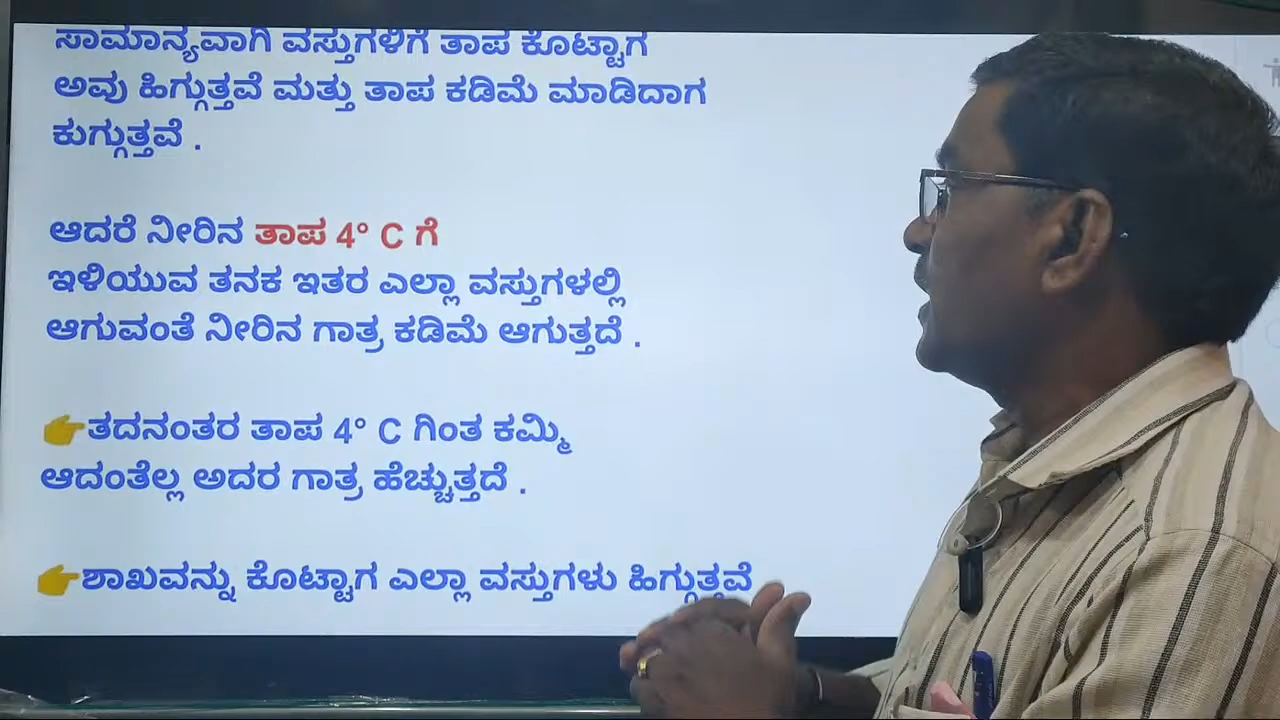 ಸಾಮಾನ್ಯವಾಗಿ ವಸ್ತುಗಳಿಗೆ ತಾಪ ಕೊಟ್ಟಾಗ
ಅವು ಹಿಗ್ಗುತ್ತವೆ ಮತ್ತು ತಾಪ ಕಡಿಮೆ ಮಾಡಿದಾಗ
ಕುಗ್ಗುತ್ತವೆ .
ಆದರೆ ನೀರಿನ ತಾಪ 4° C ಗೆ
ಇಳಿಯುವ ತನಕ ಇತರ ಎಲ್ಲಾ ವಸ್ತುಗಳಲ್ಲಿ
ಆಗುವಂತೆ ನೀರಿನ ಗಾತ್ರ ಕಡಿಮೆ ಆಗುತ್ತದೆ .
👉ತದನಂತರ ತಾಪ 4° C ಗಿಂತ ಕಮ್ಮಿ
ಆದಂತೆಲ್ಲ ಅದರ ಗಾತ್ರ ಹೆಚ್ಚುತ್ತದೆ .
👉ಶಾಖವನ್ನು ಕೊಟ್ಟಾಗ ಎಲ್ಲಾ ವಸ್ತುಗಳು ಹಿಗ್ಗುತ್ತವೆ